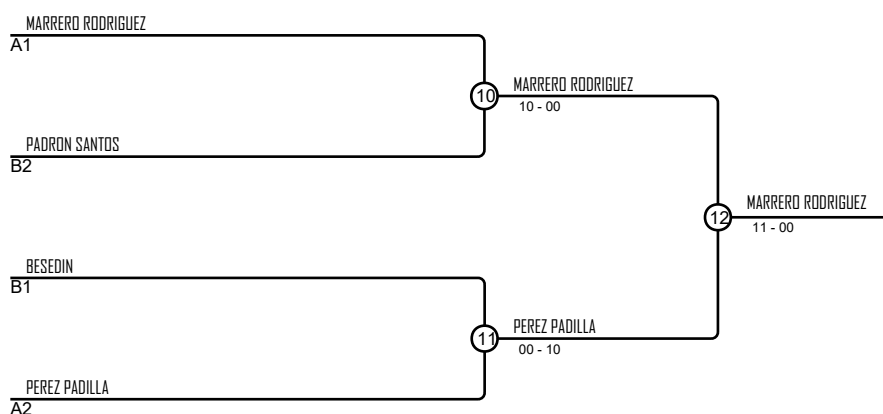 MARRERO RODRIGUEZ
A1
10
MARRERO RODRIGUEZ
10 - 00
PADRON SANTOS
B2
12
MARRERO RODRIGUEZ
11 - 00
BESEDIN
B1
11
PEREZ PADILLA
00 - 10
PEREZ PADILLA
A2